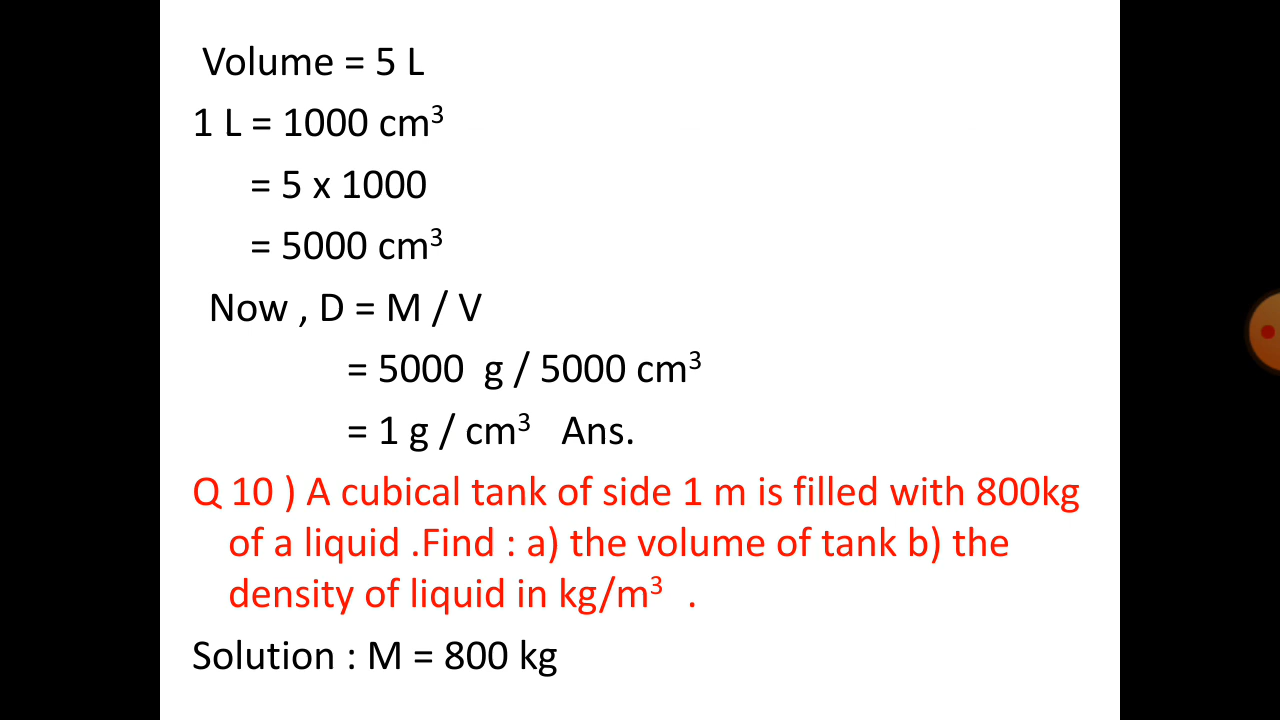 Volume = 5 L
1 L = 1000 cm³
= 5 x 1000
= 5000 cm³
Now , D = M / V
= 5000 g / 5000 cm³
= 1 g / cm³ Ans.
Q 10 ) A cubical tank of side 1 m is filled with 800kg
of a liquid .Find : a) the volume of tank b) the
density of liquid in kg/m³ .
Solution : M = 800 kg